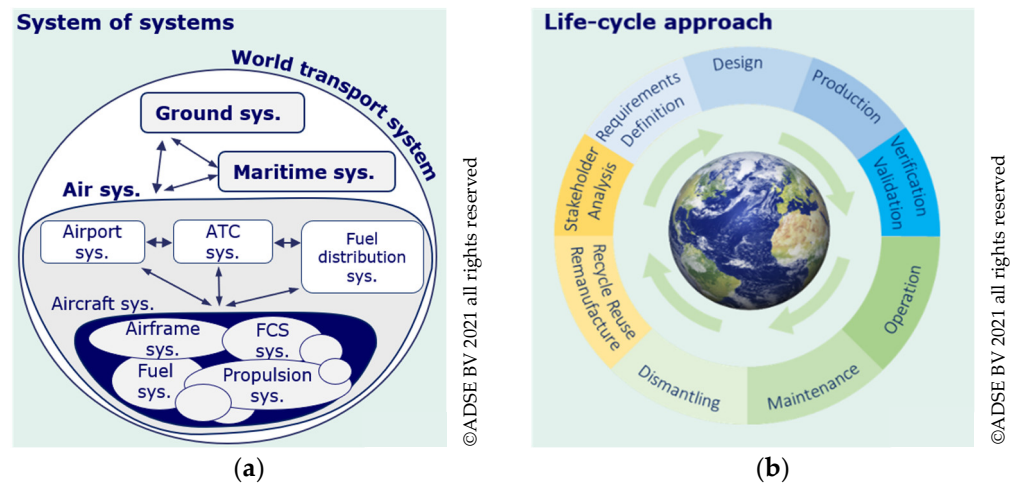 System of systems
World transport system
Ground sys.
Maritime sys.
Air sys.
Airport
sys.
ATC
sys.
Fuel
distribution
sys.
Aircraft sys.
Airframe
sys.
FCS
sys.
Fuel
sys.
Propulsion
sys.
©ADSE BV 2021 all rights reserved
(a)
Life-cycle approach
Design
Production
Verification
Validation
Operation
Maintenance
Dismantling
Recycle Reuse
Remanufacture
Stakeholder
Analysis
Requirements
Definition
©ADSE BV 2021 all rights reserved
(b)